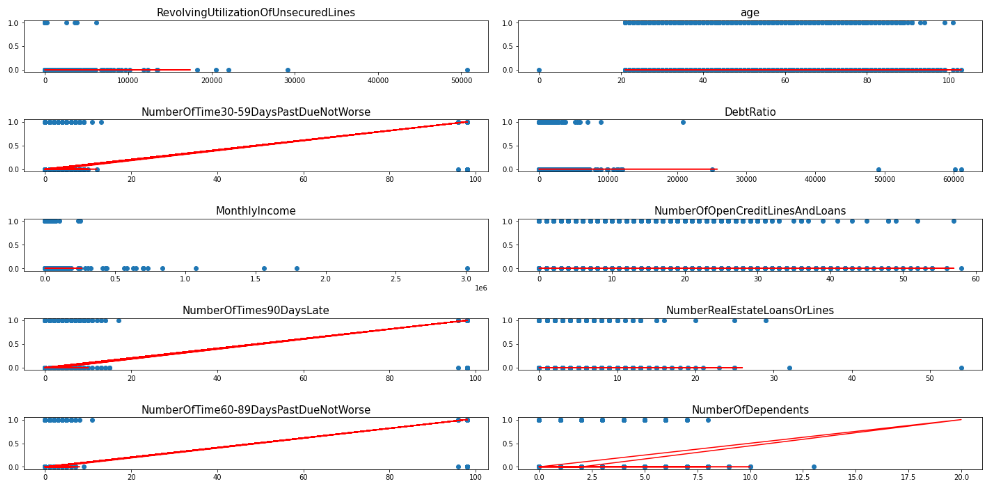 RevolvingUtilizationOfUnsecuredLines
1.0
0.5
0.0
0 10000 20000 30000 40000 50000
age
1.0
0.5
0.0
0 20 40 60 80 100
NumberOfTime30-59DaysPastDueNotWorse
1.0
0.5
0.0
0 20 40 60 80 100
DebtRatio
1.0
0.5
0.0
0 10000 20000 30000 40000 50000 60000
MonthlyIncome
1.0
0.5
0.0
0.0 0.5 1.0 1.5 2.0 2.5 3.0
1e6
NumberOfOpenCreditLinesAndLoans
1.0
0.5
0.0
0 10 20 30 40 50 60
NumberOfTimes90DaysLate
1.0
0.5
0.0
0 20 40 60 80 100
NumberRealEstateLoansOrLines
1.0
0.5
0.0
0 10 20 30 40 50
NumberOfTime60-89DaysPastDueNotWorse
1.0
0.5
0.0
0 20 40 60 80 100
NumberOfDependents
1.0
0.5
0.0
0.0 2.5 5.0 7.5 10.0 12.5 15.0 17.5 20.0